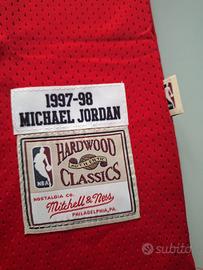 1997-98
MICHAEL JORDAN
HARDWOOD
CLASSICS
NBA
NOSTALGIA CO.
Mitchell & Ness
PHILADELPHIA, PA.
subito